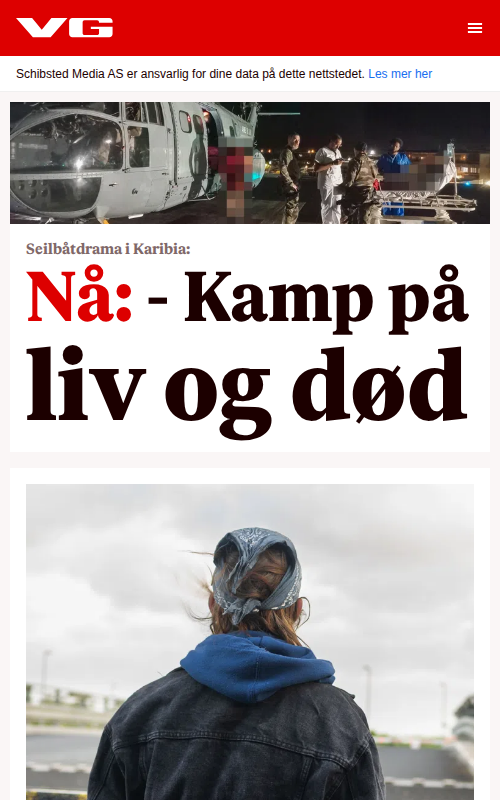 VG
Schibsted Media AS er ansvarlig for dine data på dette nettstedet. Les mer her
Seilbåtdrama i Karibia:
Nå: - Kamp på
liv og død